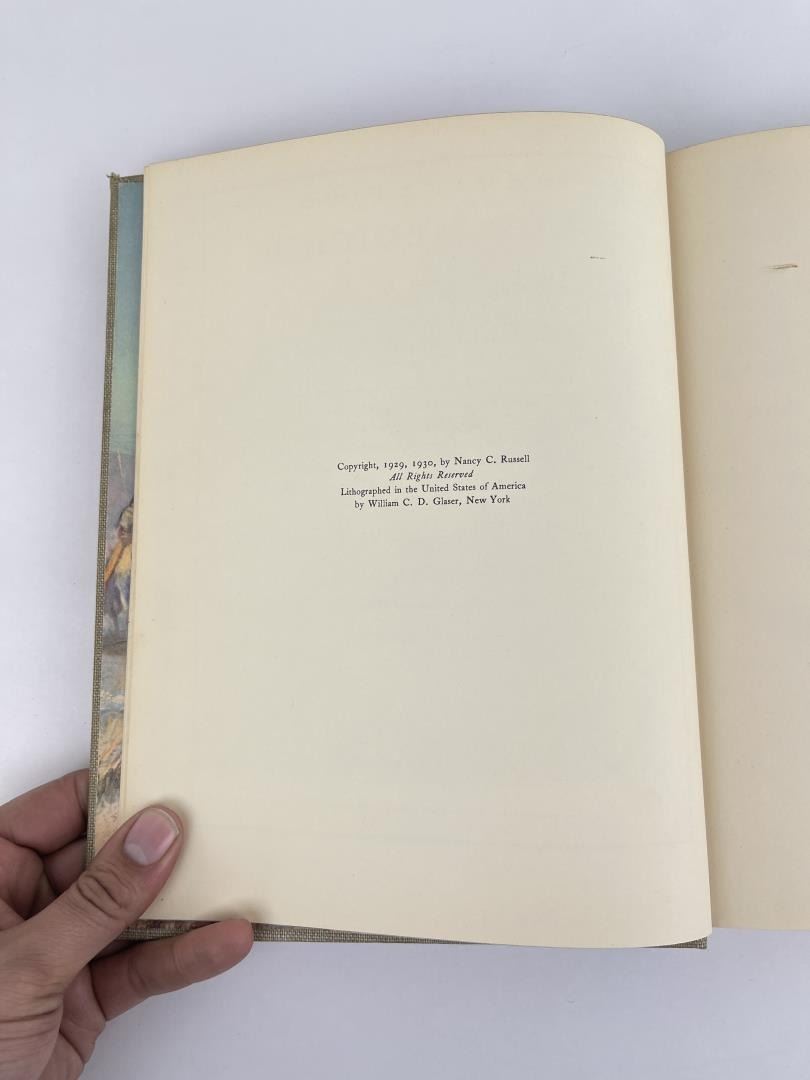 Copyright, 1929, 1930, by Nancy C. Russell
All Rights Reserved
Lithographed in the United States of America
by William C. D. Glaser, New York